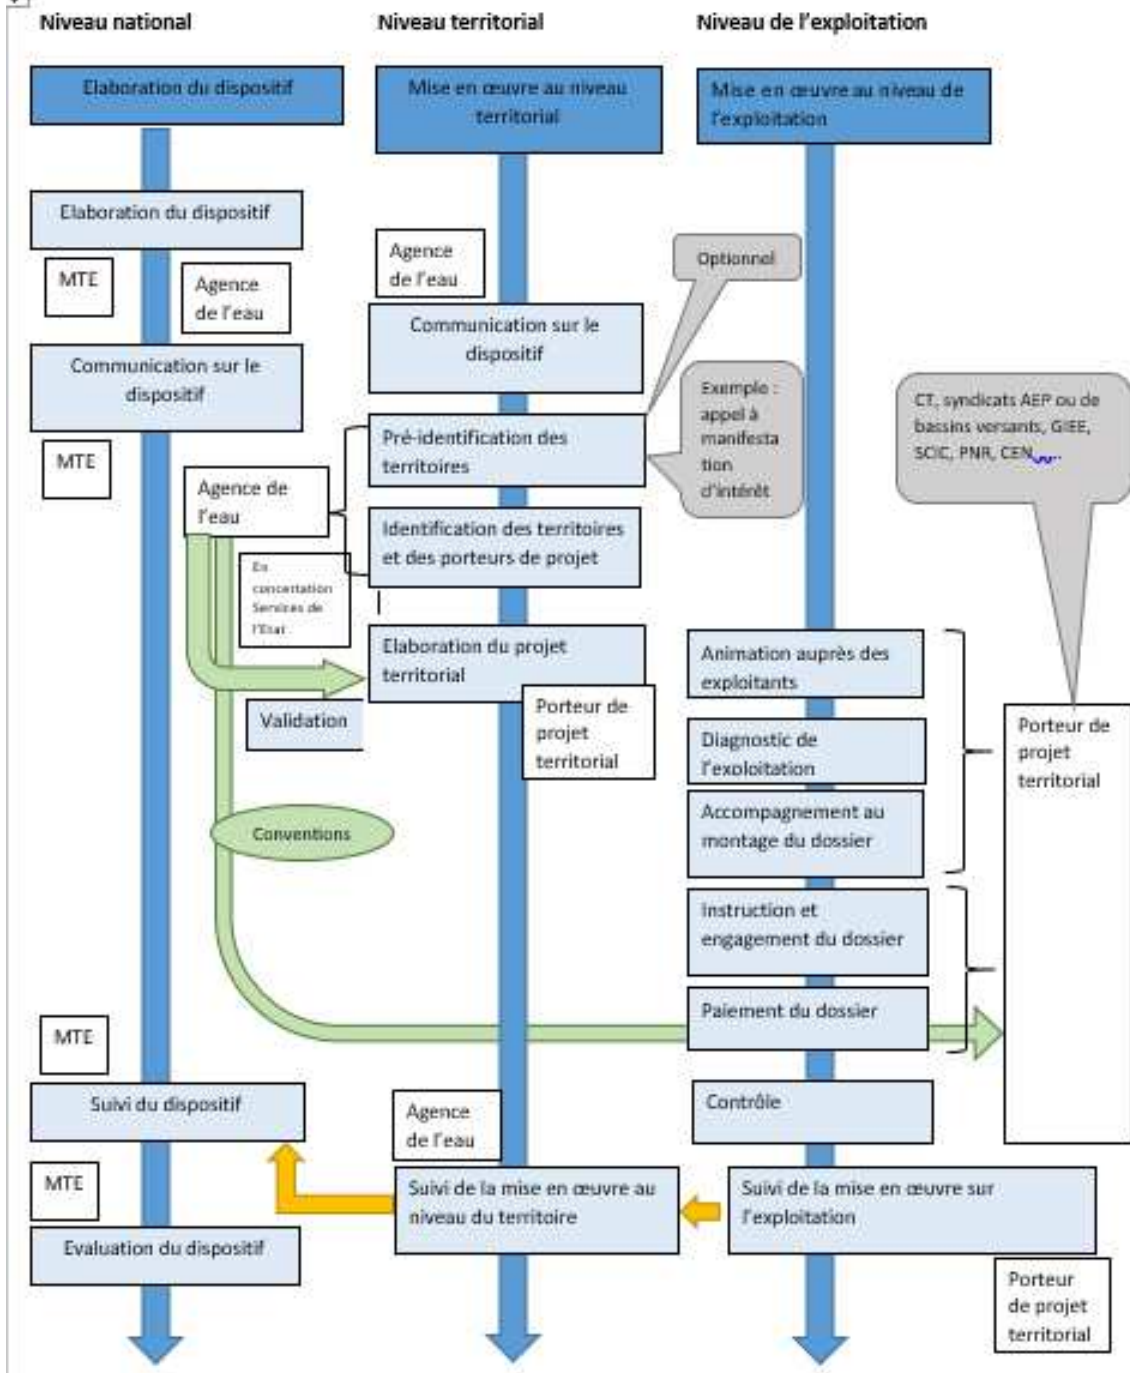 Niveau national
Niveau territorial
Niveau de l'exploitation
Elaboration du dispositif
Mise en œuvre au niveau
territorial
Mise en œuvre au niveau de
l'exploitation
Elaboration du dispositif
MTE
Agence
de l'eau
Communication sur le
dispositif
MTE
Agence
de l'eau
Communication sur le
dispositif
Optionnel
Pré-identification des
territoires
Exemple :
appel à
manifesta
tion
d'intérêt
Agence de
l'eau
Identification des territoires
et des porteurs de projet
En
concertation
Services de
l'Etat
Elaboration du projet
territorial
Porteur de
projet
territorial
Validation
Conventions
CT, syndicats AEP ou de
bassins versants, GIEE,
SCIC, PNR, CEN...
Animation auprès des
exploitants
Diagnostic de
l'exploitation
Accompagnement au
montage du dossier
Instruction et
engagement du dossier
Paiement du dossier
Porteur de
projet
territorial
Contrôle
MTE
Suivi du dispositif
Agence
de l'eau
Suivi de la mise en œuvre au
niveau du territoire
Suivi de la mise en œuvre sur
l'exploitation
MTE
Evaluation du dispositif
Porteur
de projet
territorial